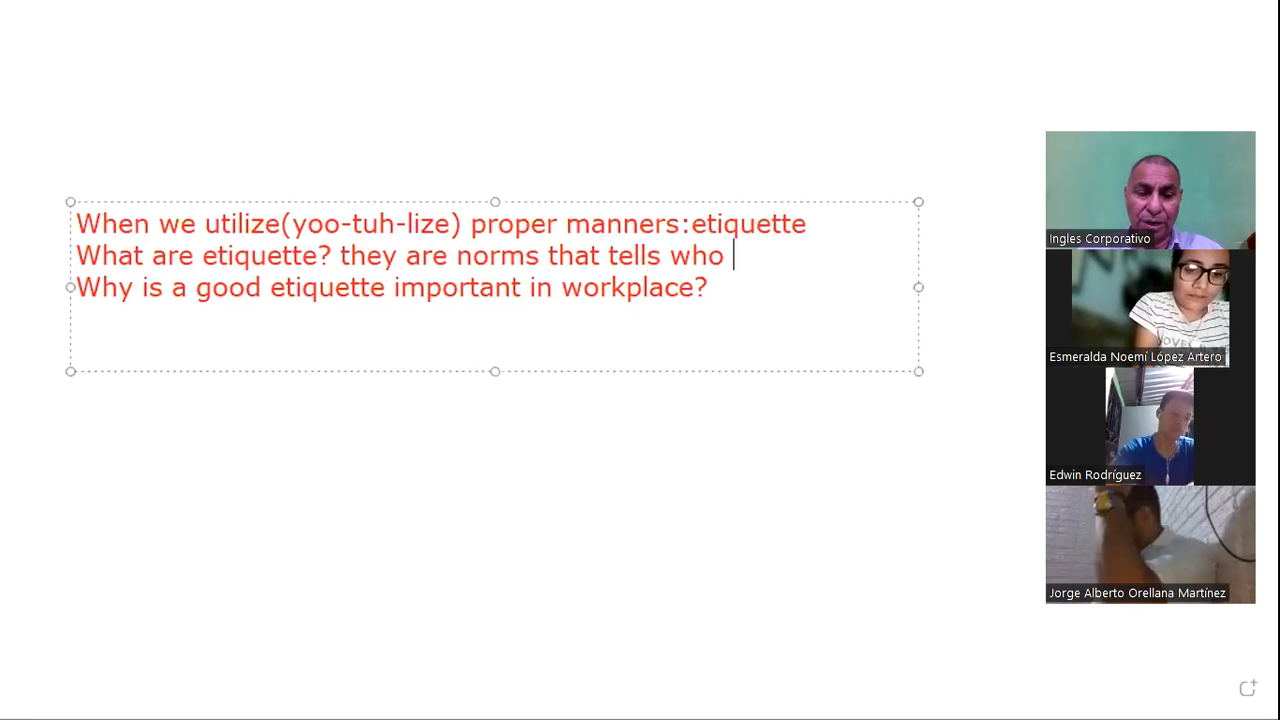 When we utilize(yoo-tuh-lize) proper manners:etiquette
What are etiquette? they are norms that tells who
Why is a good etiquette important in workplace?
Ingles Corporativo
Esmeralda Noemí López Artero
Edwin Rodríguez
Jorge Alberto Orellana Martínez